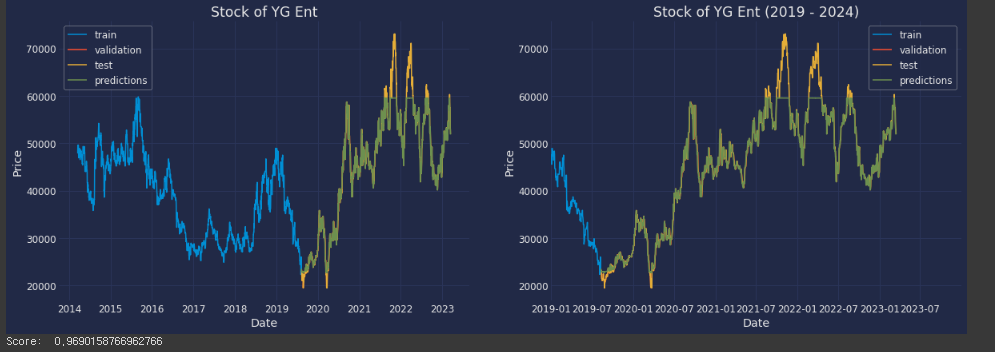 Stock of YG Ent
train
validation
test
predictions
70000
60000
50000
40000
30000
20000
Price
2014 2015 2016 2017 2018 2019 2020 2021 2022 2023
Date
Stock of YG Ent (2019 - 2024)
train
validation
test
predictions
70000
60000
50000
40000
30000
20000
Price
2019-01 2019-07 2020-01 2020-07 2021-01 2021-07 2022-01 2022-07 2023-01 2023-07
Date
Score: 0,9690158766962766